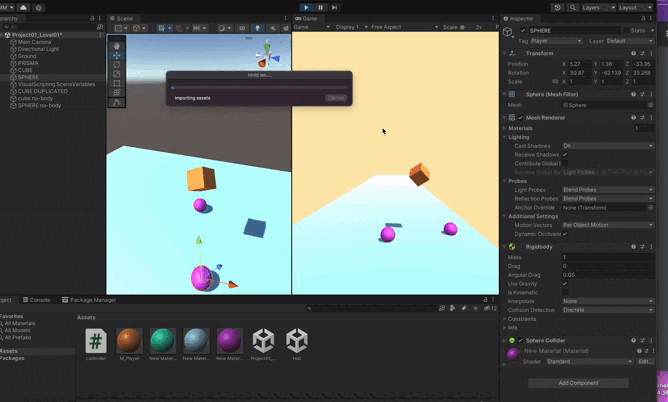 Layers
Layout
Hierarchy
Scene
Game
Inspector
Project01_Level01*
Main Camera
Directional Light
Ground
PRISMA
CUBE
SPHERE
VisualScripting SceneVariables
CUBE DUPLICATED
cube no-body
SPHERE no-body
Game
Display 1
Free Aspect
Scale
2x
Hold on...
Importing assets
Cancel
SPHERE
Static
Tag Player
Layer Default
Transform
Position X 5.27 Y 1.36 Z -33.95
Rotation X 30.87 Y -62.139 Z 35.268
Scale X 1 Y 1 Z 1
Sphere (Mesh Filter)
Mesh Sphere
Mesh Renderer
Materials 1
Lighting
Cast Shadows On
Receive Shadows
Contribute Global I
Receive Global Ill Light Probes
Probes
Light Probes Blend Probes
Reflection Probes Blend Probes
Anchor Override None (Transform)
Additional Settings
Motion Vectors Per Object Motion
Dynamic Occlusion
Rigidbody
Mass 1
Drag 0
Angular Drag 0.05
Use Gravity
Is Kinematic
Interpolate None
Collision Detection Discrete
Constraints
Info
Sphere Collider
New Material (Material)
Shader Standard Edit...
Add Component
Project
Console
Package Manager
12
Favorites
All Materials
All Models
All Prefabs
Assets
Packages
Assets
controller
M_Player
New Mater...
New Mater...
New Mater...
Project01_...
test